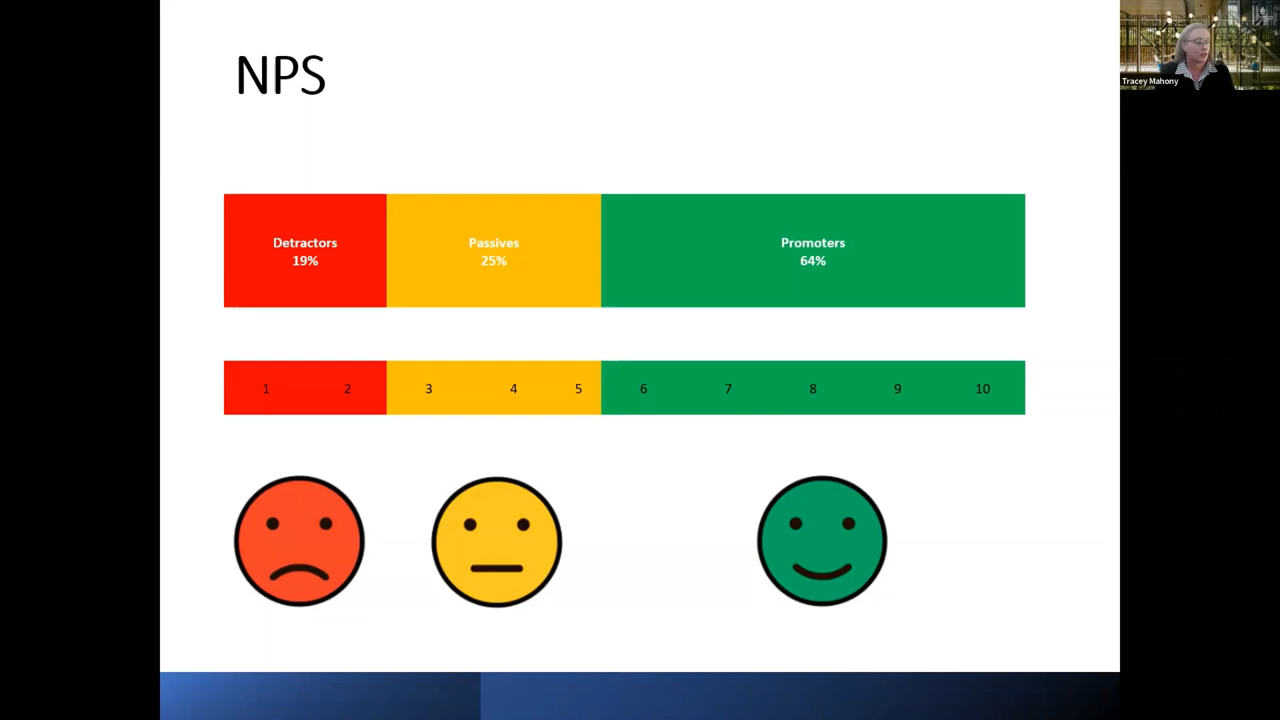 NPS
Tracey Mahony
Detractors
19%
Passives
25%
Promoters
64%
1 2 3 4 5 6 7 8 9 10